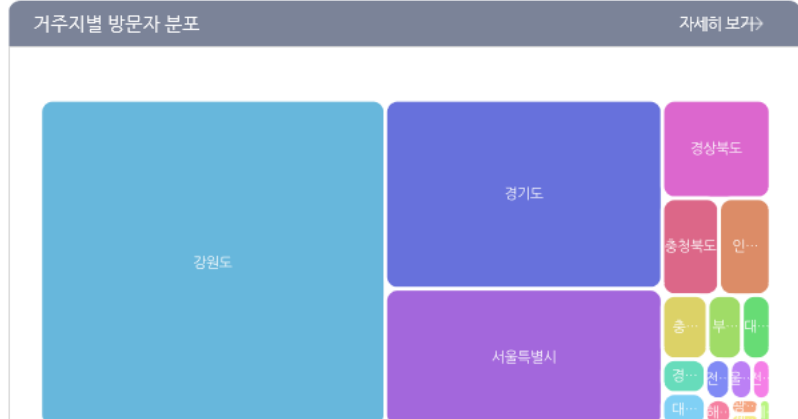 거주지별 방문자 분포
자세히 보기
강원도
경기도
서울특별시
경상북도
충청북도
인…
충…
부…
대…
경…
전…
울…
전…
대…
해…